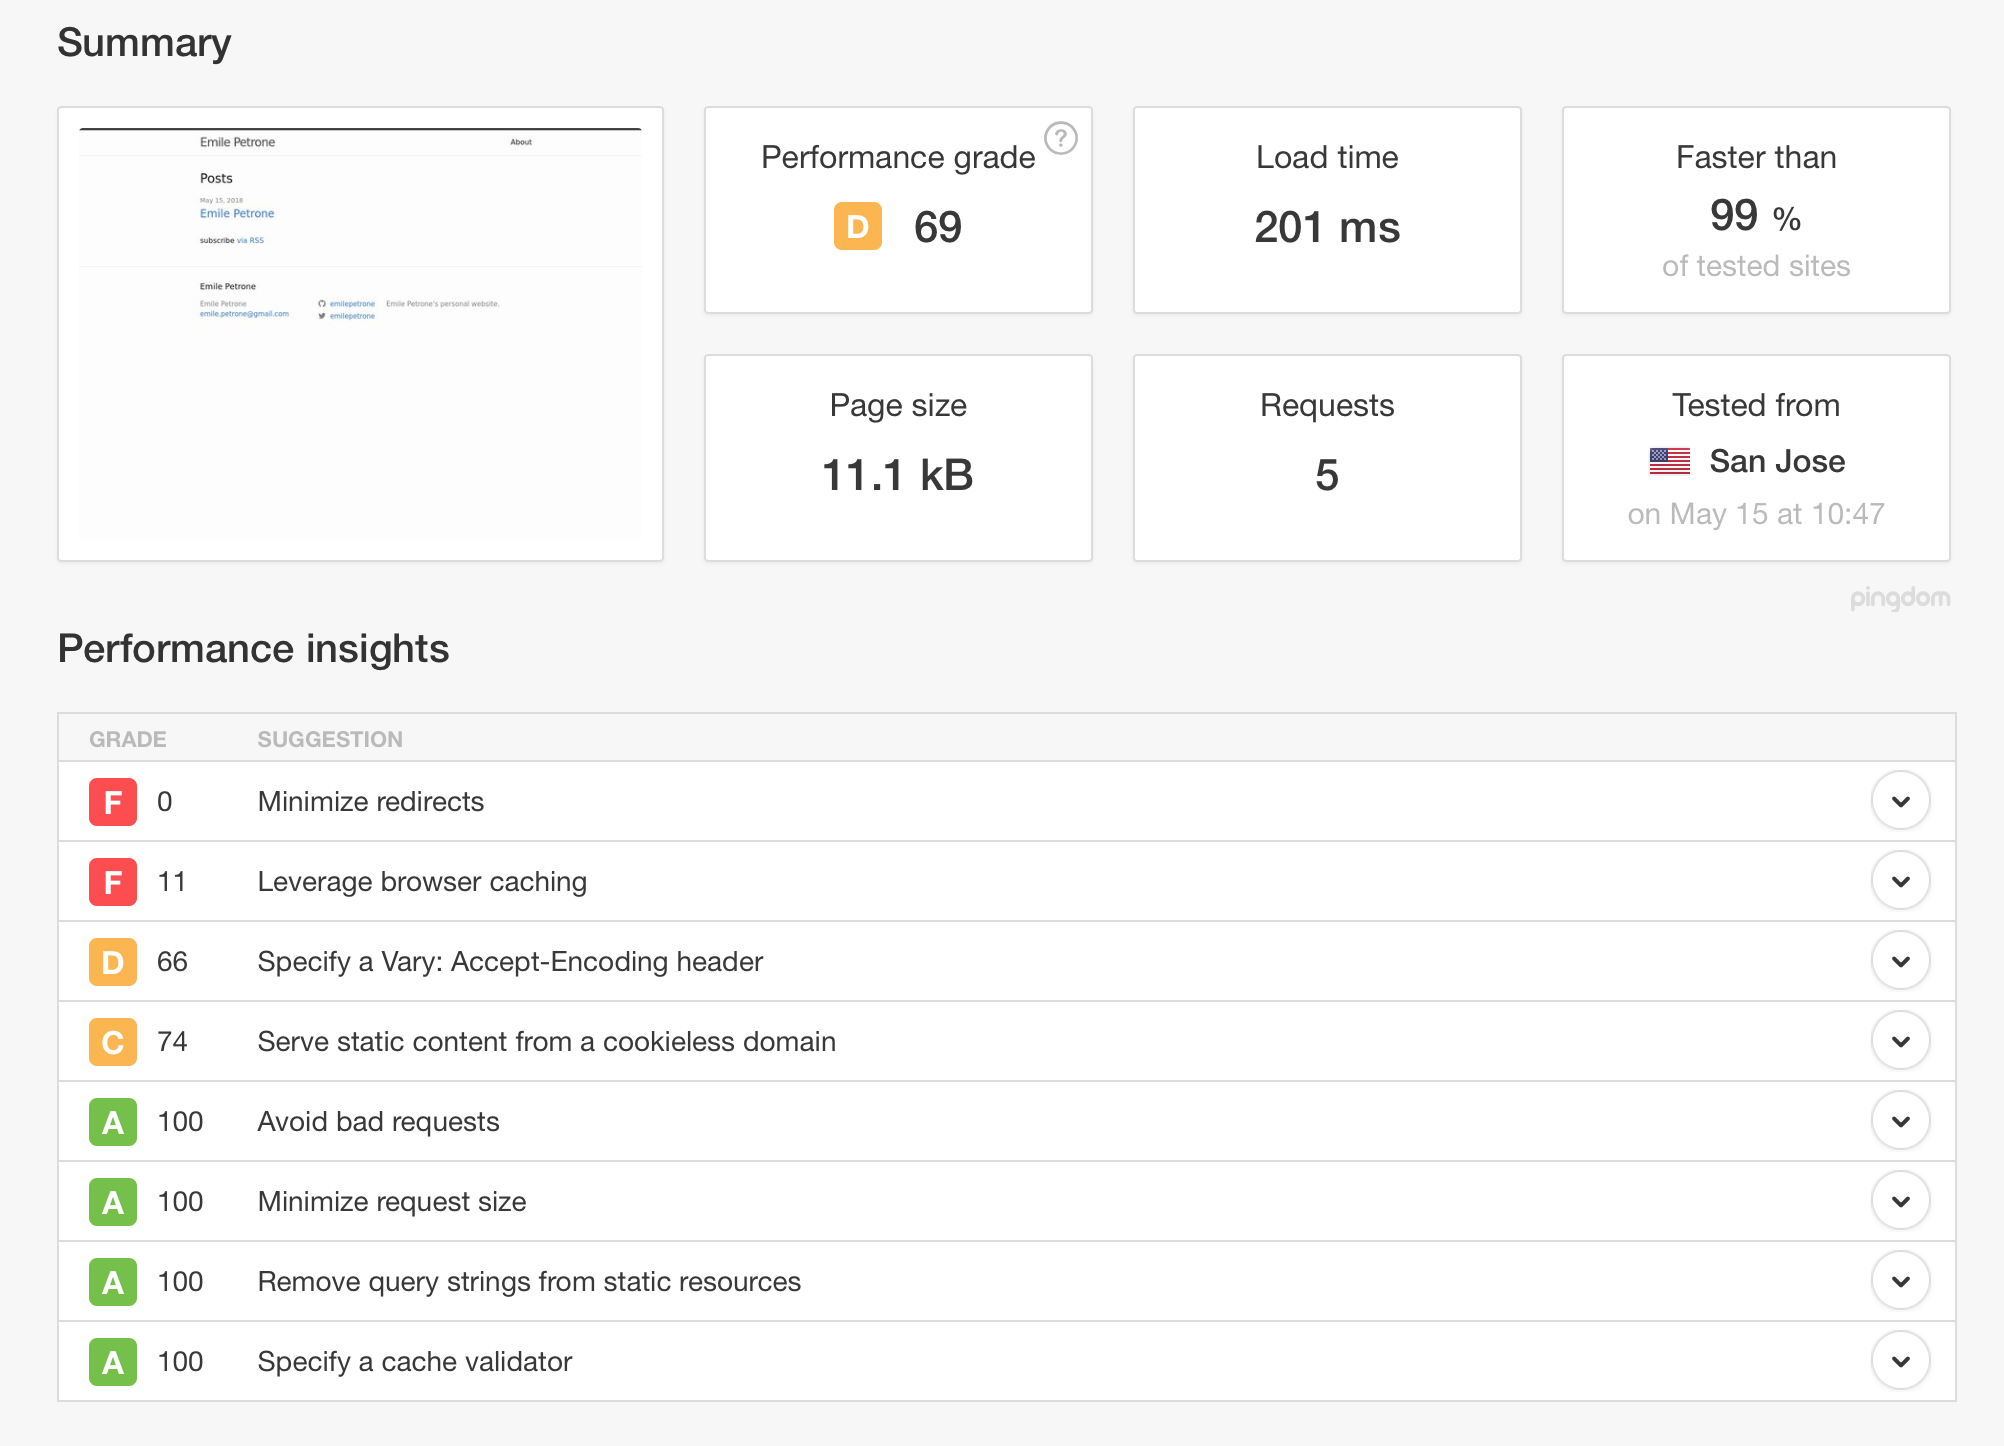 Summary
Emile Petrone
About
Posts
May 15, 2018
Emile Petrone
subscribe via RSS
Emile Petrone
Emile Petrone
emile.petrone@gmail.com
emilepetrone
emilepetrone
Emile Petrone's personal website.
Performance grade ?
D 69
Load time
201 ms
Faster than
99 %
of tested sites
Page size
11.1 kB
Requests
5
Tested from
San Jose
on May 15 at 10:47
pingdom
Performance insights
GRADE SUGGESTION
F 0 Minimize redirects
F 11 Leverage browser caching
D 66 Specify a Vary: Accept-Encoding header
C 74 Serve static content from a cookieless domain
A 100 Avoid bad requests
A 100 Minimize request size
A 100 Remove query strings from static resources
A 100 Specify a cache validator